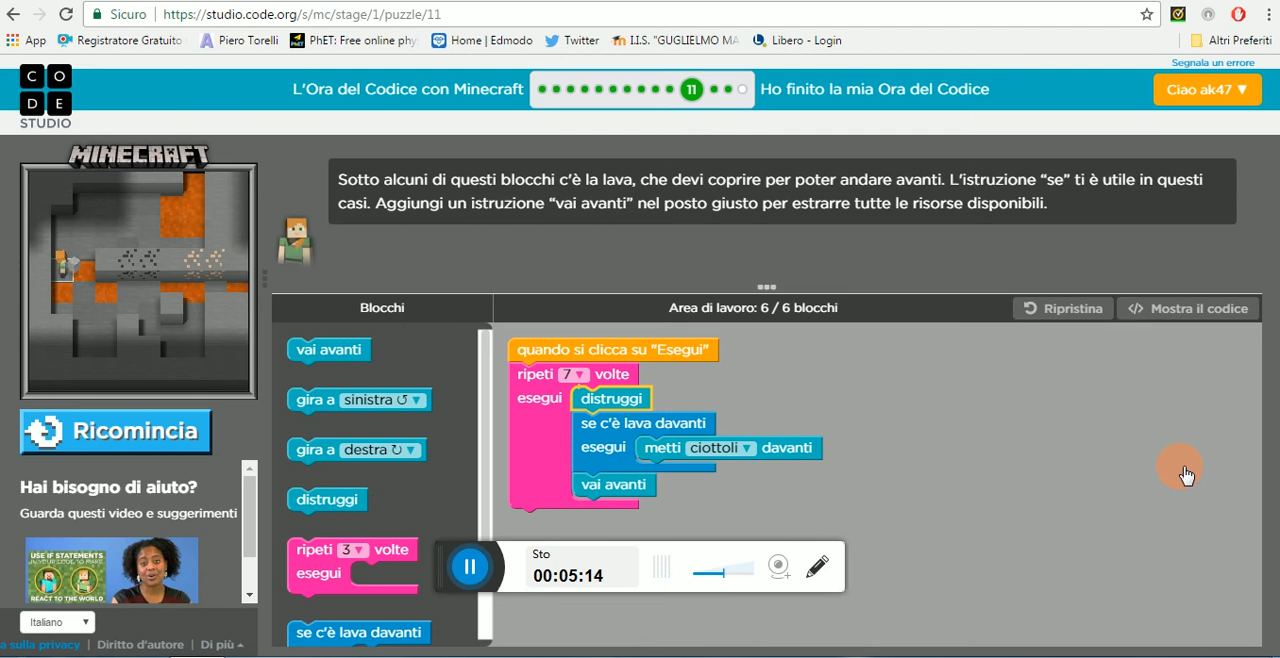 Sicuro | https://studio.code.org/s/mc/stage/1/puzzle/11
App Registratore Gratuito Piero Torelli PhET: Free online phy Home | Edmodo Twitter I.I.S. "GUGLIELMO MA Libero - Login Altri Preferiti
Segnala un errore
CODE
STUDIO
L'Ora del Codice con Minecraft 11 Ho finito la mia Ora del Codice
Ciao ak47 ▼
MINECRAFT
Sotto alcuni di questi blocchi c'è la lava, che devi coprire per poter andare avanti. L'istruzione “se” ti è utile in questi
casi. Aggiungi un istruzione “vai avanti” nel posto giusto per estrarre tutte le risorse disponibili.
Blocchi
Area di lavoro: 6 / 6 blocchi
Ripristina
</> Mostra il codice
vai avanti
gira a sinistra ↺ ▼
gira a destra ↻ ▼
distruggi
ripeti 3 ▼ volte
esegui
se c'è lava davanti
quando si clicca su "Esegui"
ripeti 7 ▼ volte
esegui distruggi
se c'è lava davanti
esegui metti ciottoli ▼ davanti
vai avanti
Ricomincia
Hai bisogno di aiuto?
Guarda questi video e suggerimenti
USE IF STATEMENTS
REACT TO THE WORLD
Sto
00:05:14
Italiano ▼
a sulla privacy | Diritto d'autore | Di più